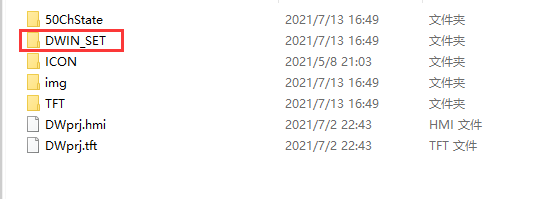 50ChState 2021/7/13 16:49 文件夹
DWIN_SET 2021/7/13 16:49 文件夹
ICON 2021/5/8 21:03 文件夹
img 2021/7/13 16:49 文件夹
TFT 2021/7/13 16:49 文件夹
DWprj.hmi 2021/7/2 22:43 HMI 文件
DWprj.tft 2021/7/2 22:43 TFT 文件